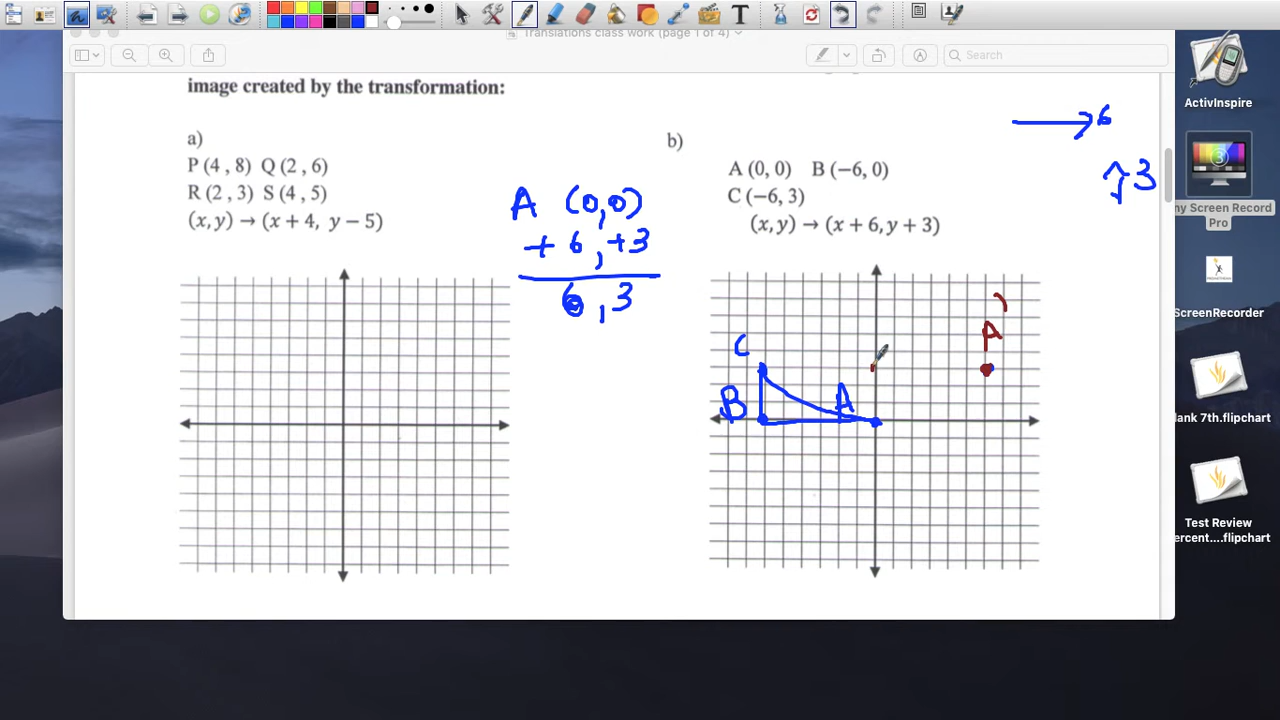 Translations class work (page 1 of 4)
Search
image created by the transformation:
a)
P (4 , 8) Q (2 , 6)
R (2 , 3) S (4 , 5)
(x, y) → (x + 4, y − 5)
A (0,0)
+ 6, +3
6, 3
b)
A (0, 0) B (−6, 0)
C (−6, 3)
(x, y) → (x + 6, y + 3)
→ 6
↑ 3
C
B
A
A
ActivInspire
3
ny Screen Record
Pro
ScreenRecorder
lank 7th.flipchart
Test Review
percent....flipchart